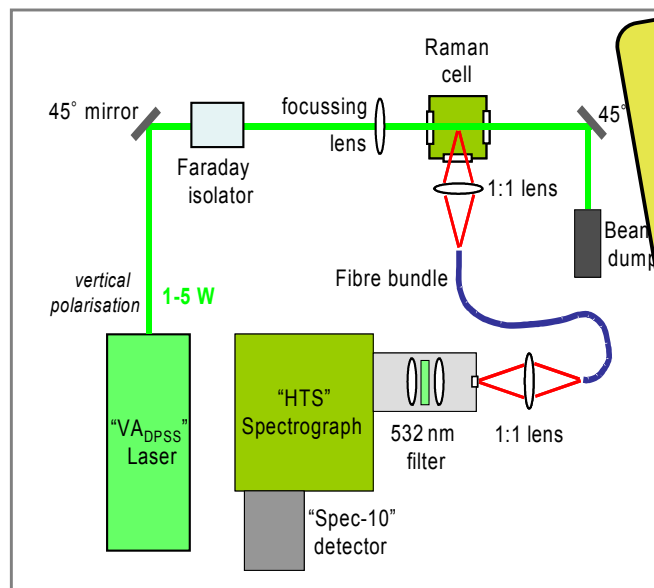 Raman
cell
45° mirror
focussing
lens
45°
Faraday
isolator
1:1 lens
Beam
dump
Fibre bundle
vertical
polarisation
1-5 W
"HTS"
Spectrograph
"VADPSS"
Laser
532 nm
filter
1:1 lens
"Spec-10"
detector